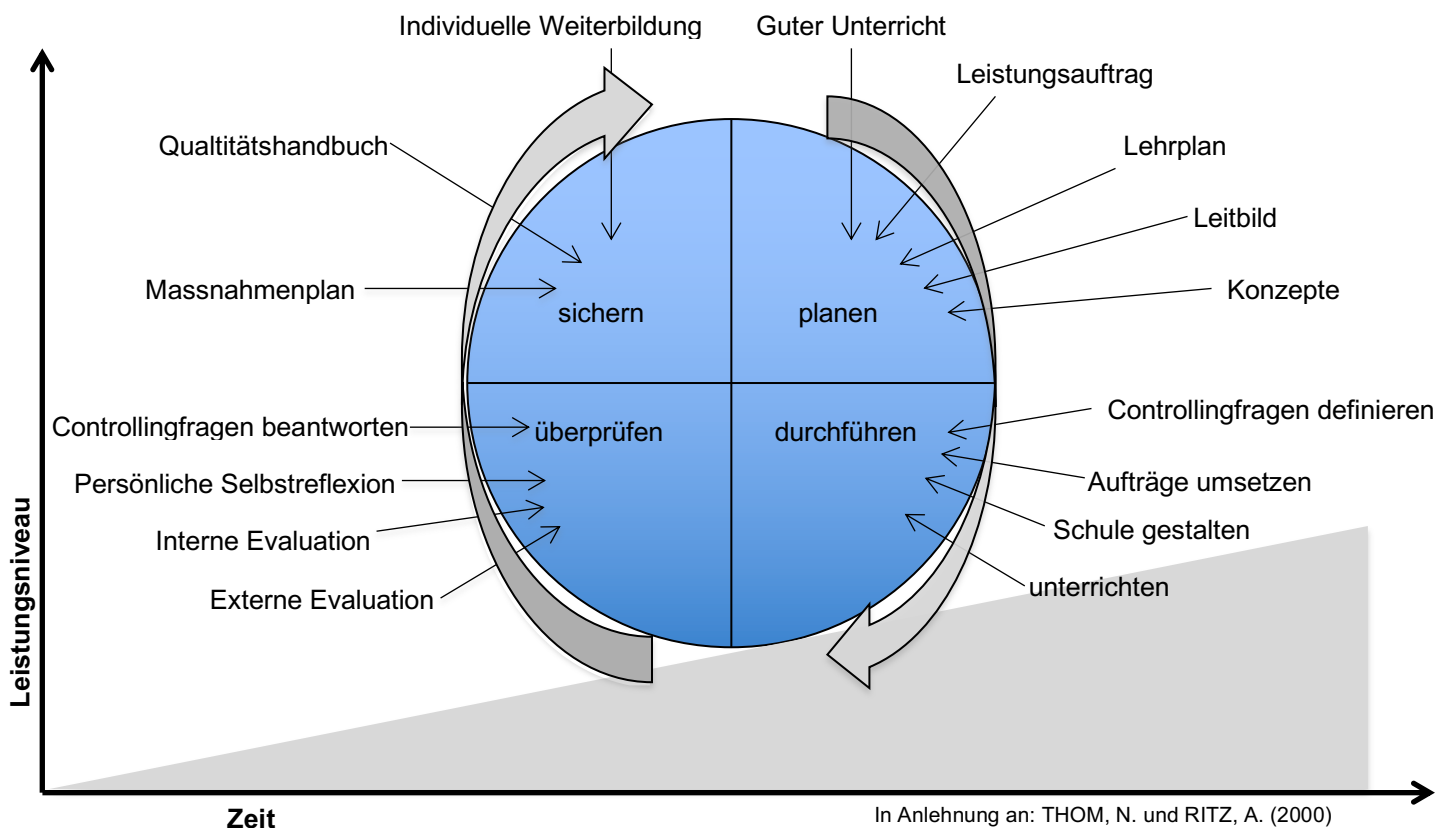 Individuelle Weiterbildung
Guter Unterricht
Leistungsauftrag
Qualtitätshandbuch
Lehrplan
Leitbild
Massnahmenplan
Konzepte
sichern
planen
Controllingfragen beantworten
überprüfen
durchführen
Controllingfragen definieren
Persönliche Selbstreflexion
Aufträge umsetzen
Interne Evaluation
Schule gestalten
Externe Evaluation
unterrichten
Leistungsniveau
Zeit
In Anlehnung an: THOM, N. und RITZ, A. (2000)